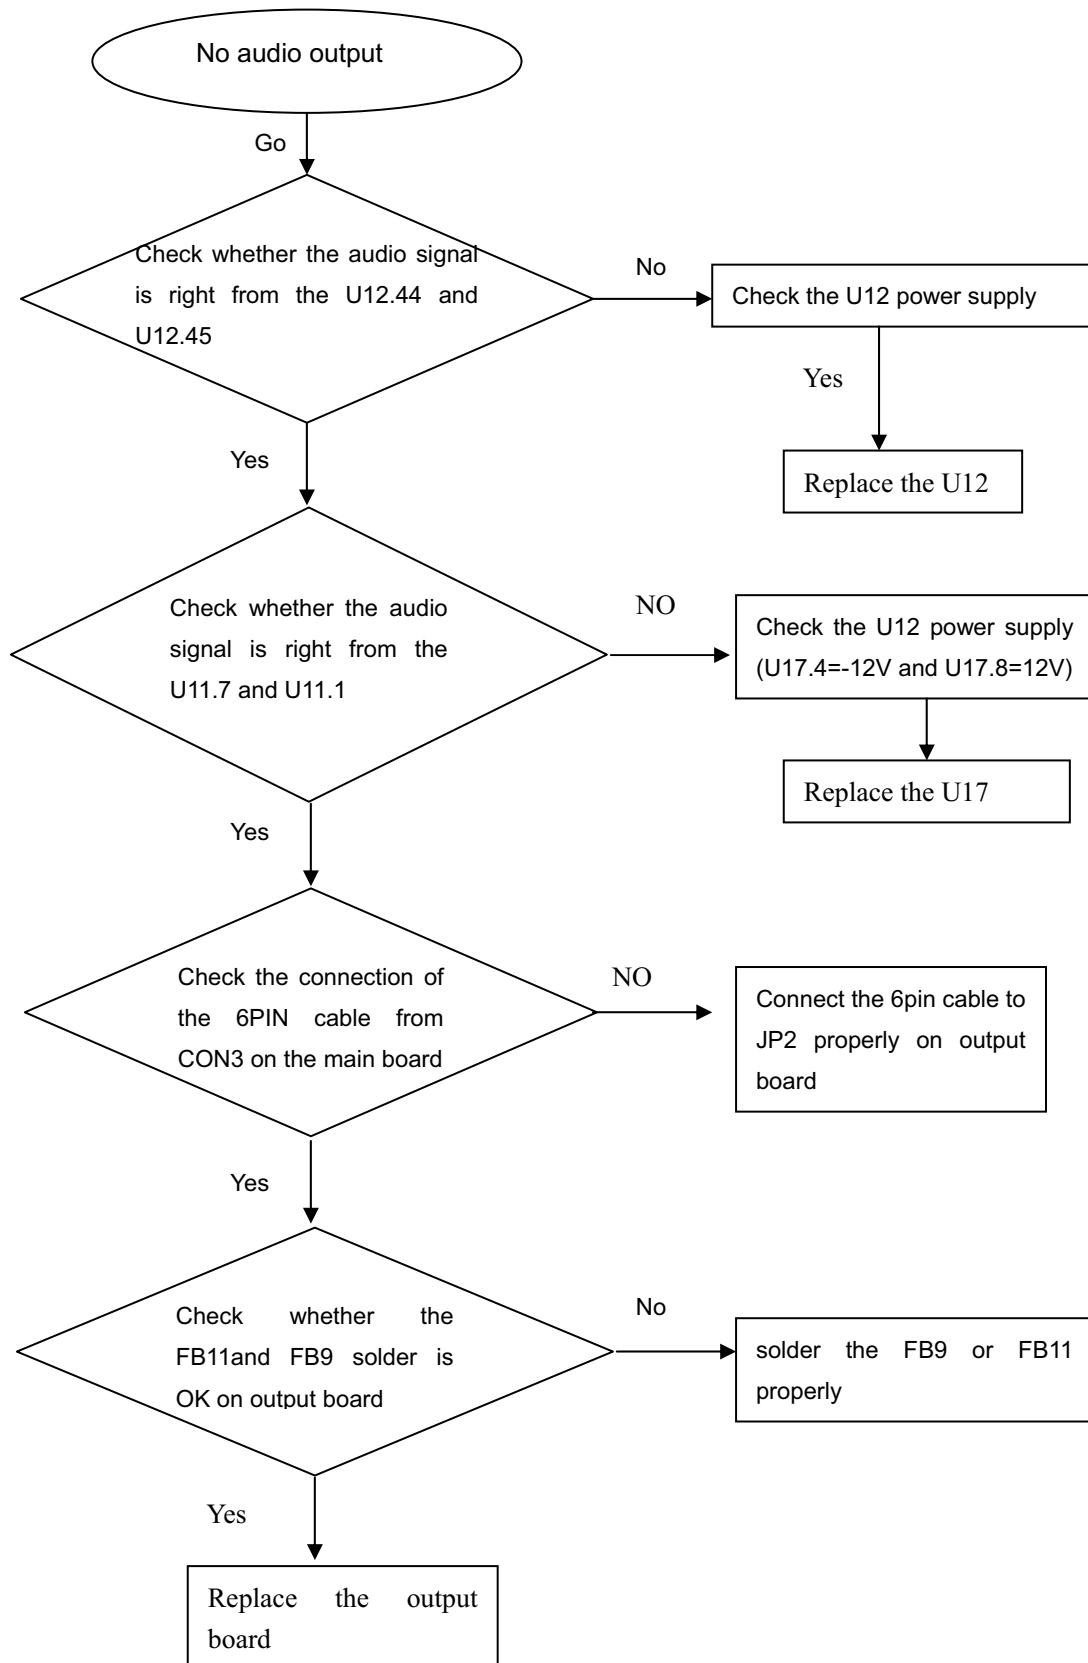 No audio output
Go
Check whether the audio signal
is right from the U12.44 and
U12.45
No
Check the U12 power supply
Yes
Replace the U12
Yes
Check whether the audio
signal is right from the
U11.7 and U11.1
NO
Check the U12 power supply
(U17.4=-12V and U17.8=12V)
Replace the U17
Yes
Check the connection of
the 6PIN cable from
CON3 on the main board
NO
Connect the 6pin cable to
JP2 properly on output
board
Yes
Check whether the
FB11and FB9 solder is
OK on output board
No
solder the FB9 or FB11
properly
Yes
Replace the output
board